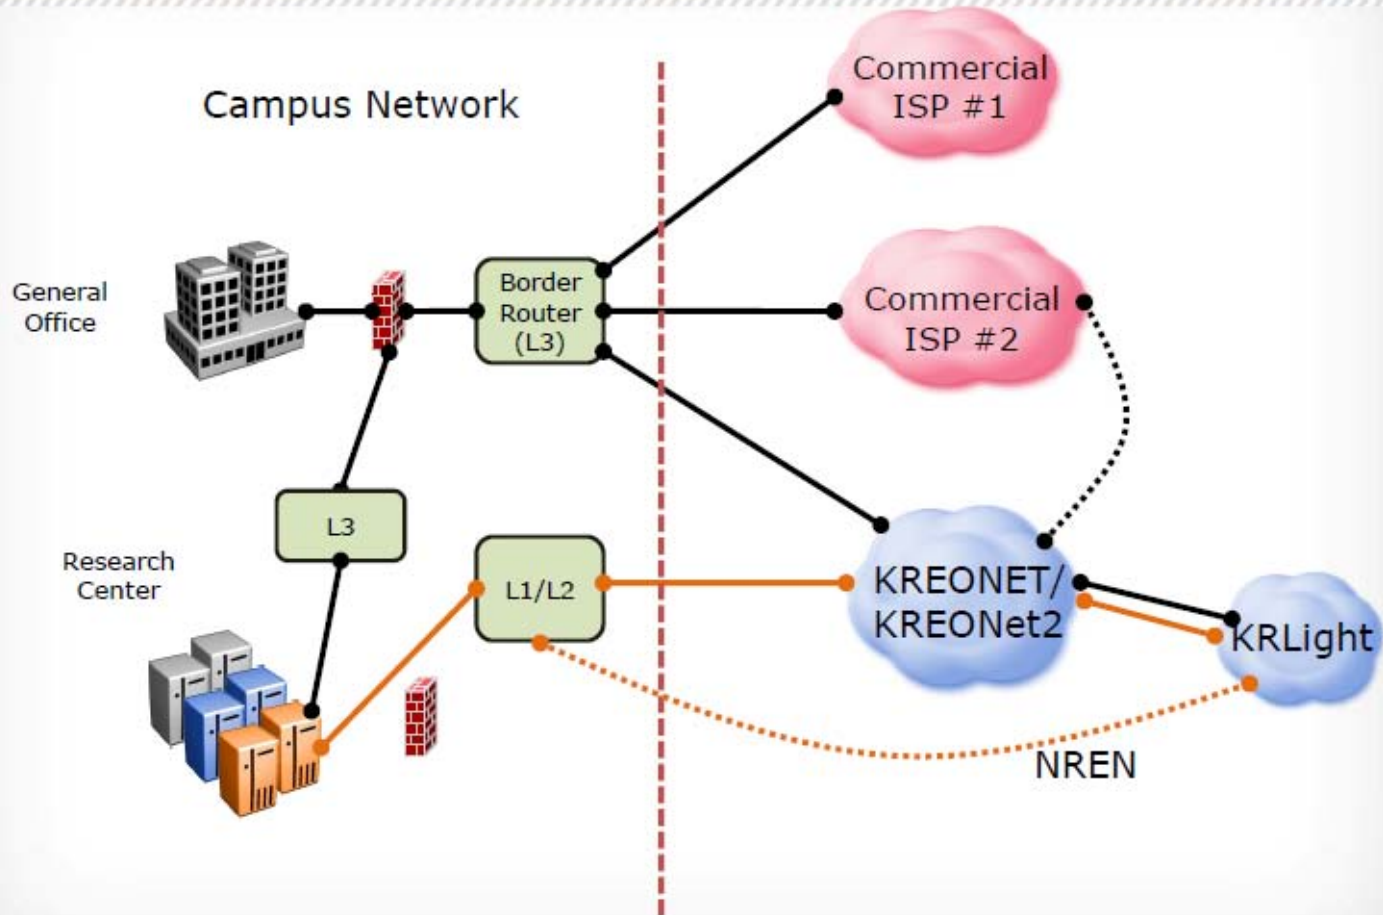 Campus Network
Commercial
ISP #1
General
Office
Border
Router
(L3)
Commercial
ISP #2
L3
Research
Center
L1/L2
KREONET/
KREONet2
KRLight
NREN